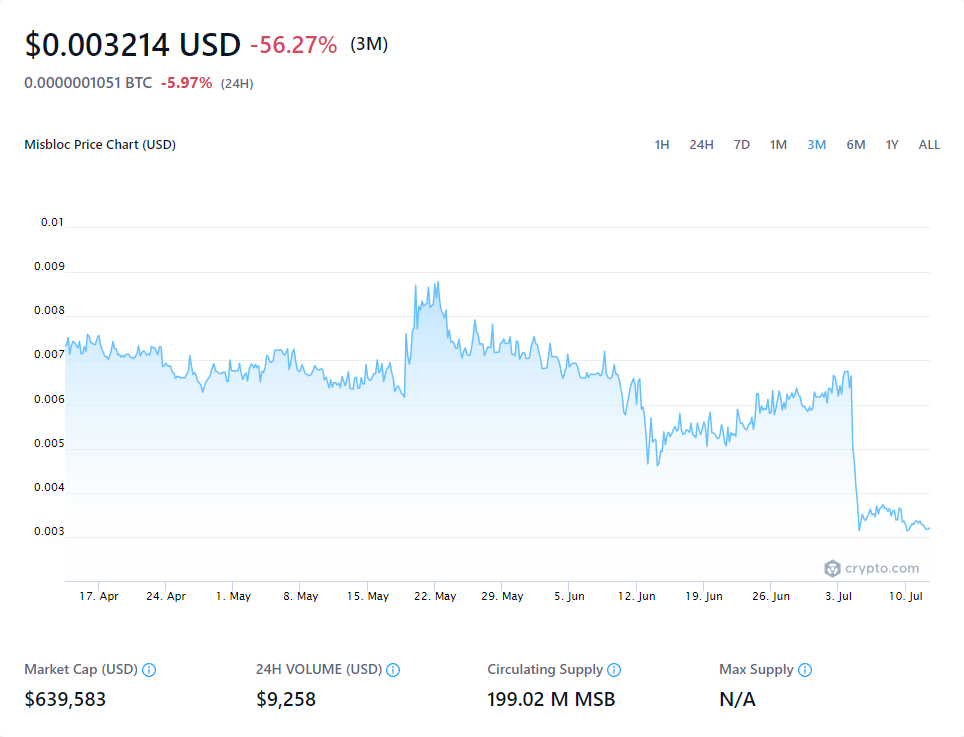 $0.003214 USD -56.27% (3M)
0.0000001051 BTC -5.97% (24H)
Misbloc Price Chart (USD) 1H 24H 7D 1M 3M 6M 1Y ALL
0.01
0.009
0.008
0.007
0.006
0.005
0.004
0.003
crypto.com
17. Apr 24. Apr 1. May 8. May 15. May 22. May 29. May 5. Jun 12. Jun 19. Jun 26. Jun 3. Jul 10. Jul
Market Cap (USD) 24H VOLUME (USD) Circulating Supply Max Supply
$639,583 $9,258 199.02 M MSB N/A